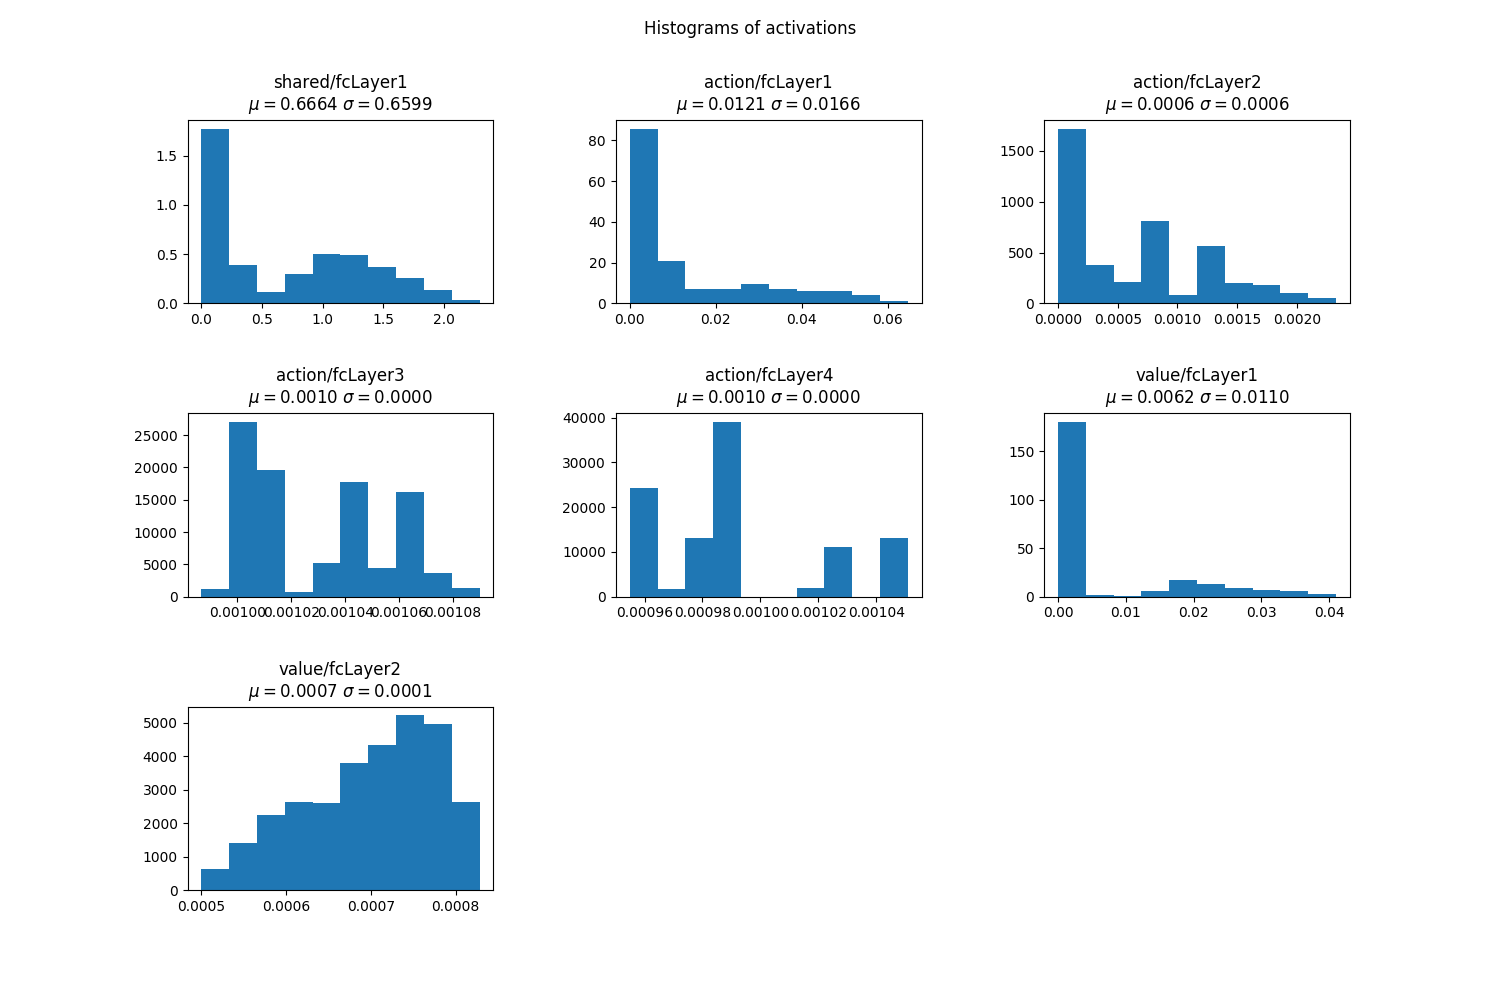 Histograms of activations
shared/fcLayer1
μ = 0.6664 σ = 0.6599
1.5
1.0
0.5
0.0
0.0 0.5 1.0 1.5 2.0
action/fcLayer1
μ = 0.0121 σ = 0.0166
80
60
40
20
0
0.00 0.02 0.04 0.06
action/fcLayer2
μ = 0.0006 σ = 0.0006
1500
1000
500
0
0.0000 0.0005 0.0010 0.0015 0.0020
action/fcLayer3
μ = 0.0010 σ = 0.0000
25000
20000
15000
10000
5000
0
0.00100 0.00102 0.00104 0.00106 0.00108
action/fcLayer4
μ = 0.0010 σ = 0.0000
40000
30000
20000
10000
0
0.00096 0.00098 0.00100 0.00102 0.00104
value/fcLayer1
μ = 0.0062 σ = 0.0110
150
100
50
0
0.00 0.01 0.02 0.03 0.04
value/fcLayer2
μ = 0.0007 σ = 0.0001
5000
4000
3000
2000
1000
0
0.0005 0.0006 0.0007 0.0008